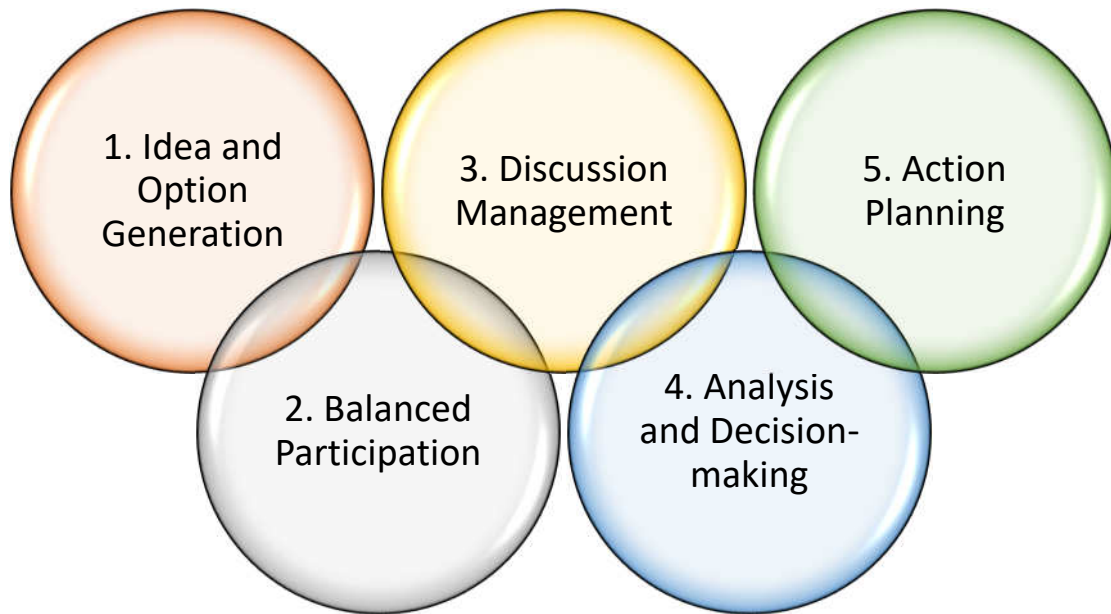 1. Idea and
Option
Generation
2. Balanced
Participation
3. Discussion
Management
4. Analysis
and Decision-
making
5. Action
Planning